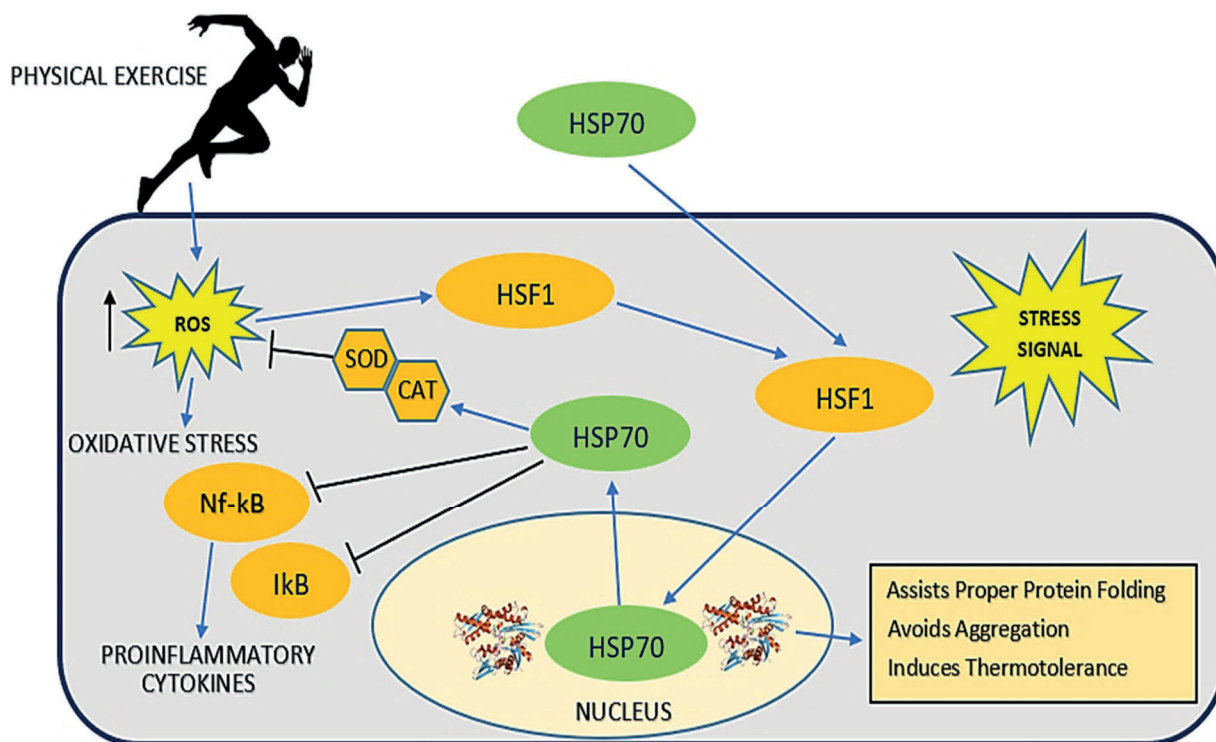 PHYSICAL EXERCISE
HSP70
HSF1
ROS
STRESS
SIGNAL
SOD
CAT
HSF1
HSP70
OXIDATIVE STRESS
Nf-kB
IkB
Assists Proper Protein Folding
Avoids Aggregation
Induces Thermotolerance
HSP70
PROINFLAMMATORY
CYTOKINES
NUCLEUS